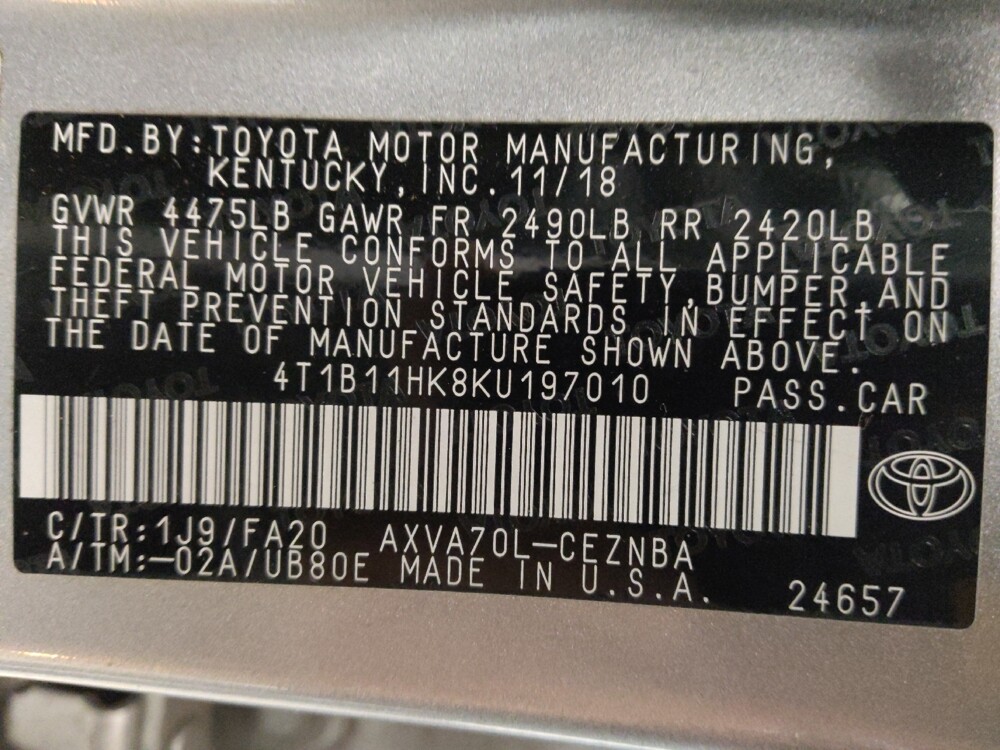 MFD.BY:TOYOTA MOTOR MANUFACTURING,
KENTUCKY,INC.11/18
GVWR 4475LB GAWR FR 2490LB RR 2420LB
THIS VEHICLE CONFORMS TO ALL APPLICABLE
FEDERAL MOTOR VEHICLE SAFETY,BUMPER,AND
THEFT PREVENTION STANDARDS IN EFFECT ON
THE DATE OF MANUFACTURE SHOWN ABOVE.
4T1B11HK8KU197010 PASS.CAR
C/TR:1J9/FA20 AXVA70L-CEZNBA
A/TM:-02A/UB80E MADE IN U.S.A.
24657